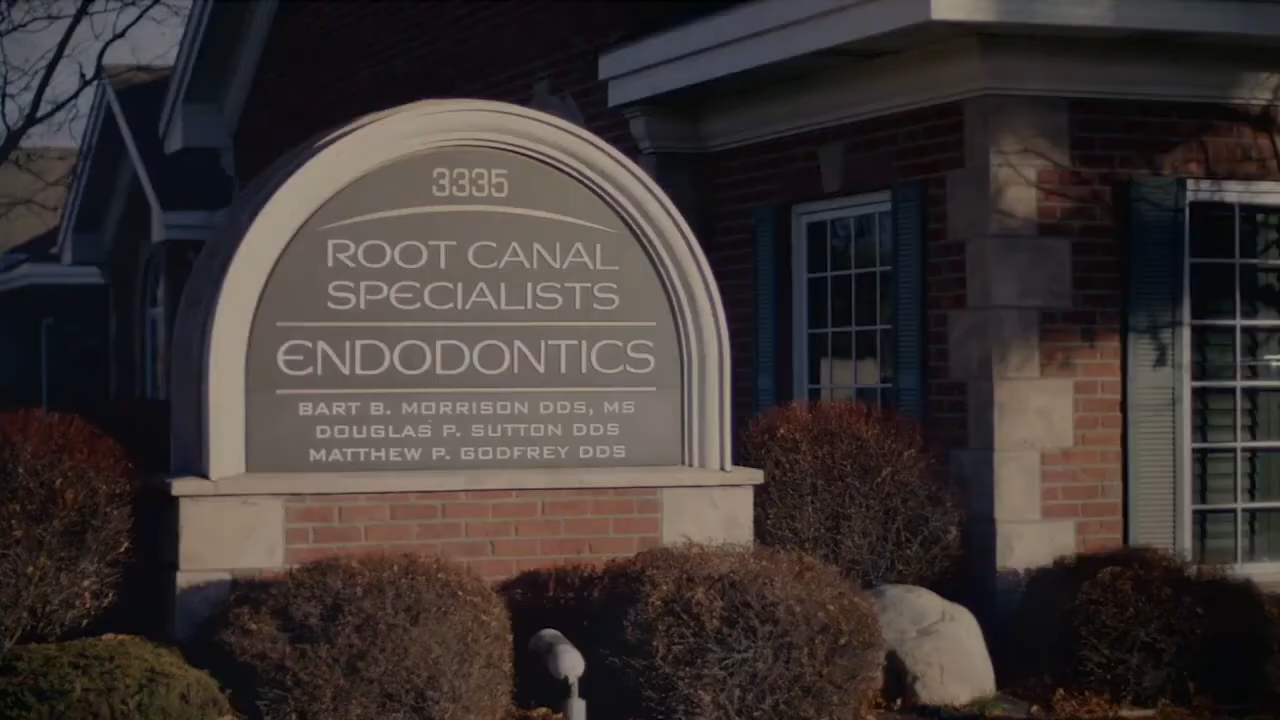 3335
ROOT CANAL
SPECIALISTS
ENDODONTICS
BART B. MORRISON DDS, MS
DOUGLAS P. SUTTON DDS
MATTHEW P. GODFREY DDS